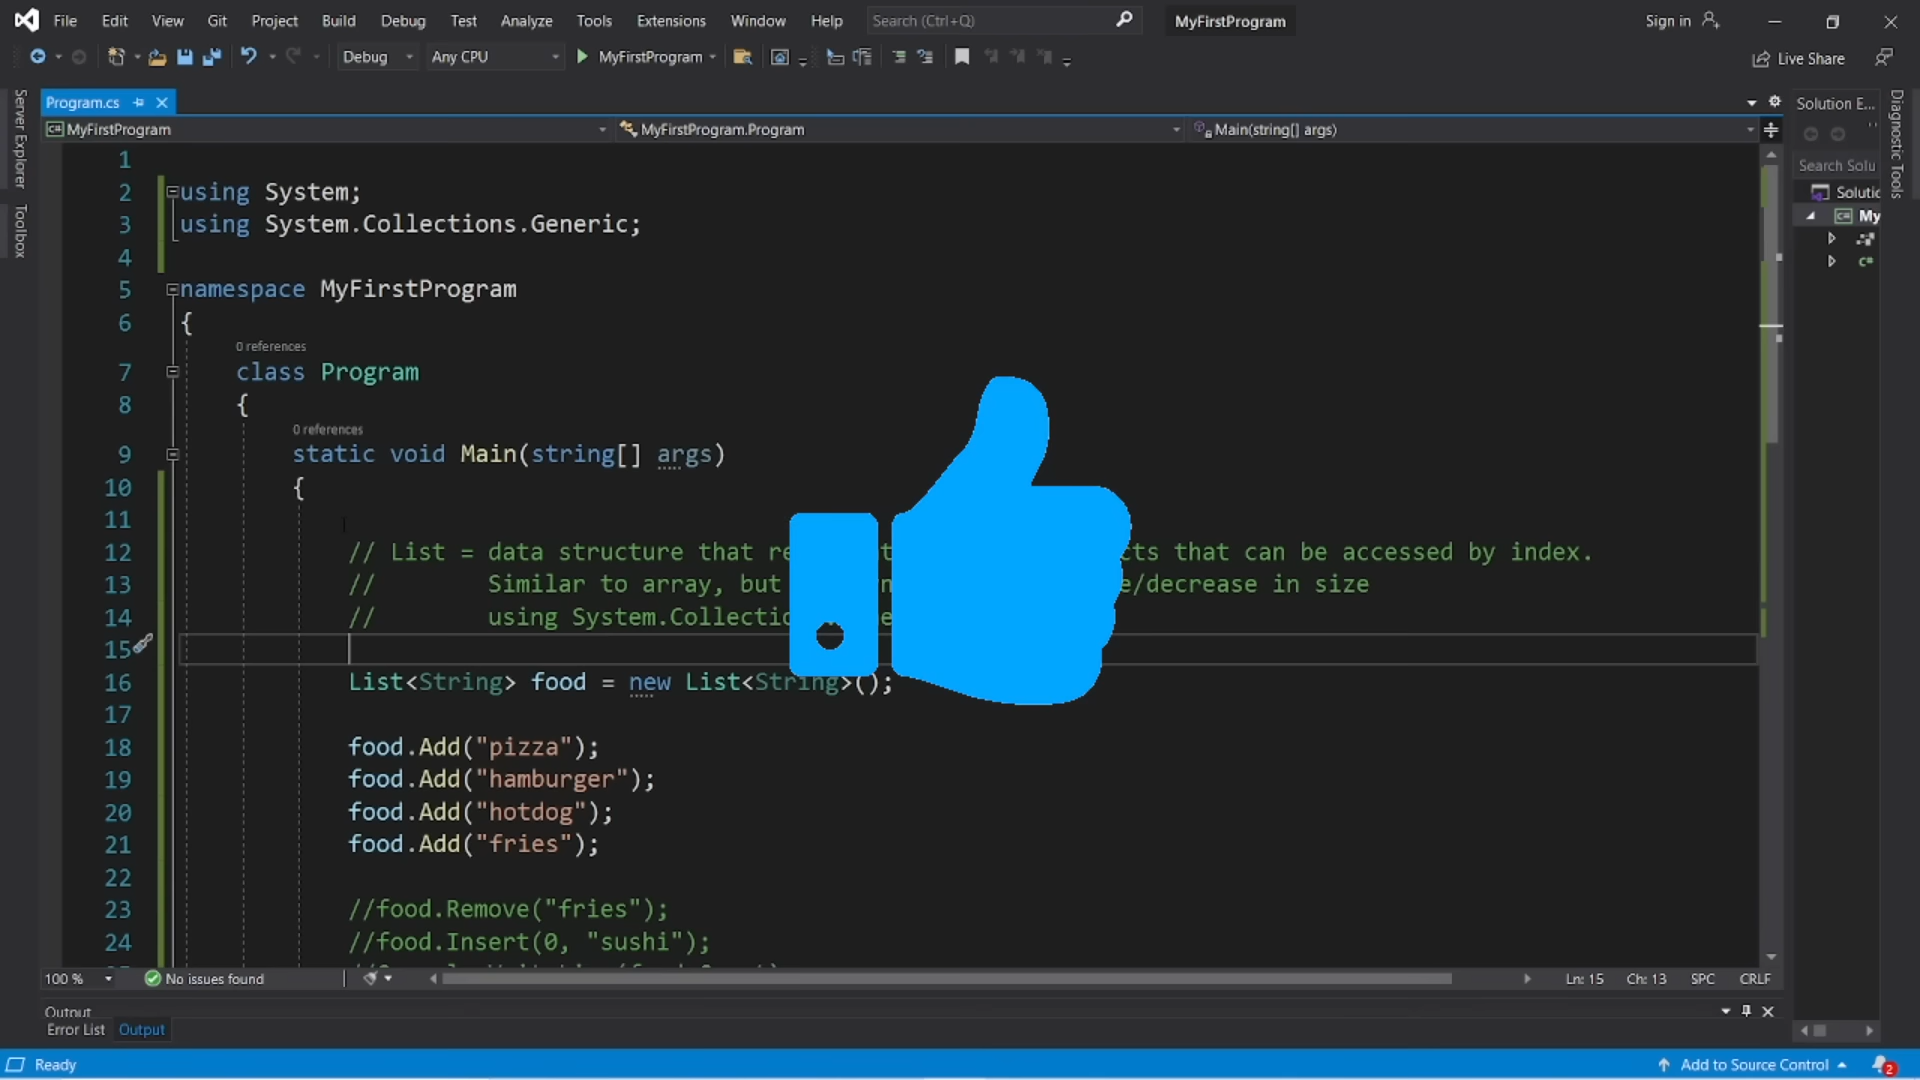 File Edit View Git Project Build Debug Test Analyze Tools Extensions Window Help Search (Ctrl+Q) MyFirstProgram Sign in
Debug Any CPU MyFirstProgram Live Share
Program.cs Solution E...
MyFirstProgram MyFirstProgram.Program Main(string[] args)
Server Explorer
Toolbox
Diagnostic Tools
Search Solu
Solutic
C# My
C#
1
2 using System;
3 using System.Collections.Generic;
4
5 namespace MyFirstProgram
6 {
0 references
7 class Program
8 {
0 references
9 static void Main(string[] args)
10 {
11
12 // List = data structure that re cts that can be accessed by index.
13 // Similar to array, but e/decrease in size
14 // using System.Collectio
15
16 List<String> food = new List<String>();
17
18 food.Add("pizza");
19 food.Add("hamburger");
20 food.Add("hotdog");
21 food.Add("fries");
22
23 //food.Remove("fries");
24 //food.Insert(0, "sushi");
100 % No issues found Ln: 15 Ch: 13 SPC CRLF
Output
Error List Output
Ready Add to Source Control 2